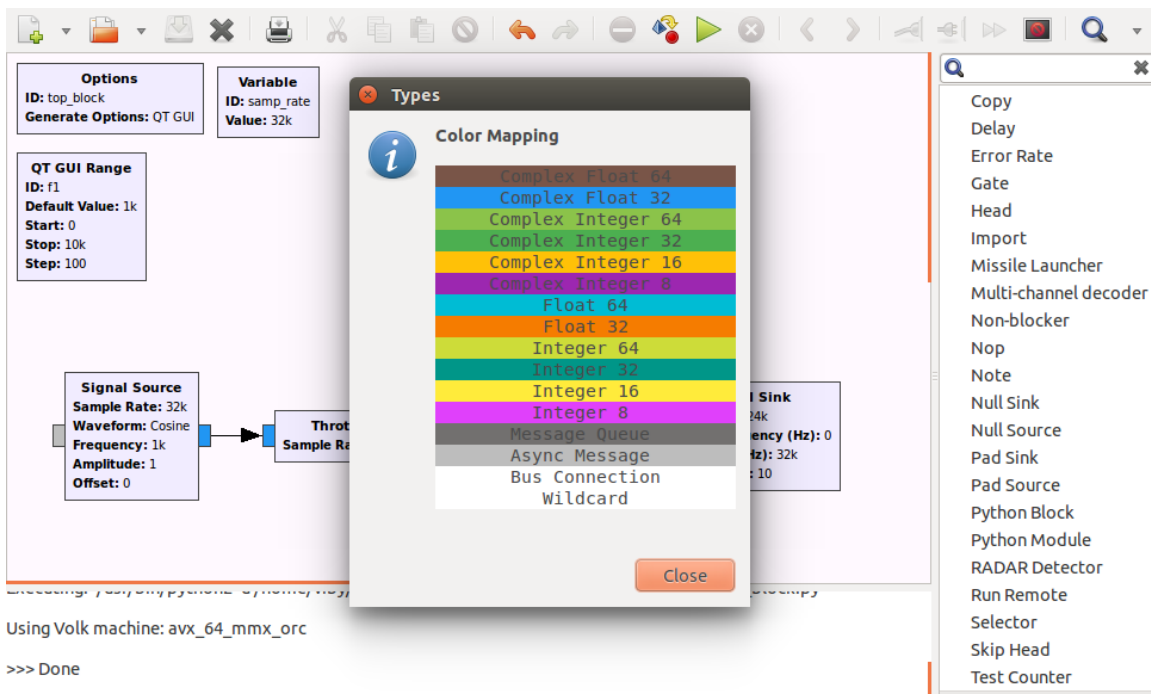 Options
ID: top_block
Generate Options: QT GUI
Variable
ID: samp_rate
Value: 32k
QT GUI Range
ID: f1
Default Value: 1k
Start: 0
Stop: 10k
Step: 100
Signal Source
Sample Rate: 32k
Waveform: Cosine
Frequency: 1k
Amplitude: 1
Offset: 0
Throt
Sample Ra
Types
Color Mapping
Complex Float 64
Complex Float 32
Complex Integer 64
Complex Integer 32
Complex Integer 16
Complex Integer 8
Float 64
Float 32
Integer 64
Integer 32
Integer 16
Integer 8
Message Queue
Async Message
Bus Connection
Wildcard
Close
l Sink
24k
ency (Hz): 0
Hz): 32k
: 10
Copy
Delay
Error Rate
Gate
Head
Import
Missile Launcher
Multi-channel decoder
Non-blocker
Nop
Note
Null Sink
Null Source
Pad Sink
Pad Source
Python Block
Python Module
RADAR Detector
Run Remote
Selector
Skip Head
Test Counter
Using Volk machine: avx_64_mmx_orc
>>> Done